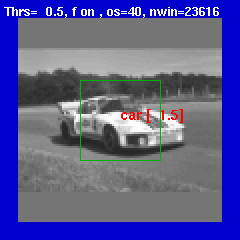 Thrs= 0.5, f on , os=40, nwin=23616
car [ 1.5]